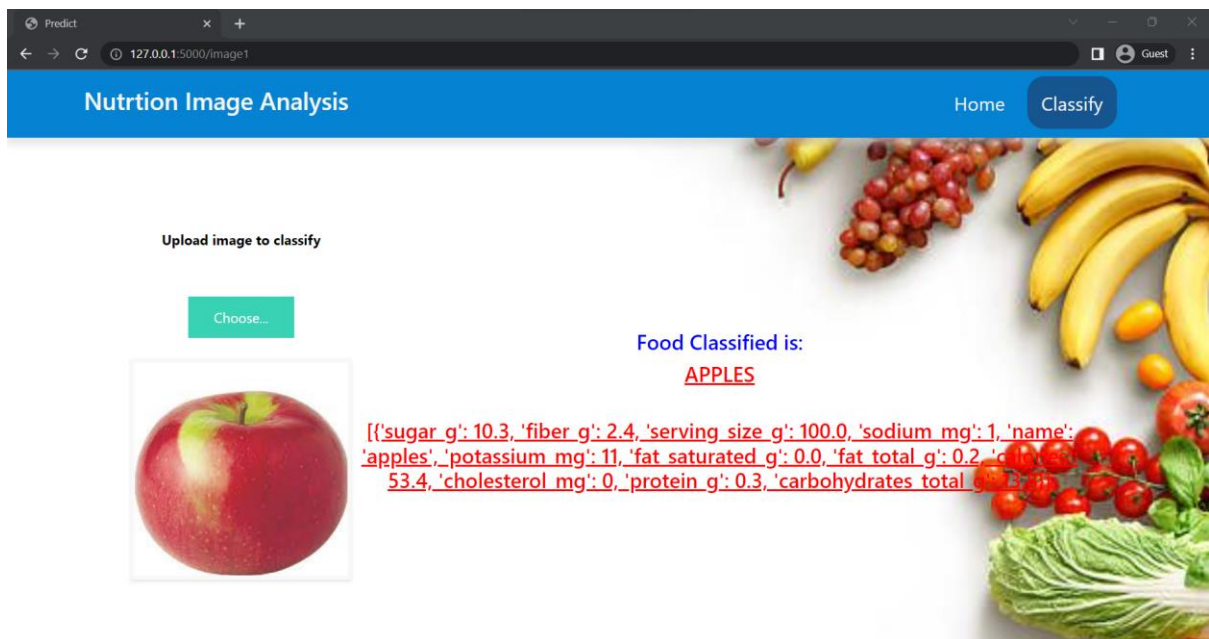 Predict
127.0.0.1:5000/image1
Guest
Nutrtion Image Analysis
Home
Classify
Upload image to classify
Choose...
Food Classified is:
APPLES
[{'sugar_g': 10.3, 'fiber_g': 2.4, 'serving_size_g': 100.0, 'sodium_mg': 1, 'name':
'apples', 'potassium_mg': 11, 'fat_saturated_g': 0.0, 'fat_total_g': 0.2,
53.4, 'cholesterol_mg': 0, 'protein_g': 0.3, 'carbohydrates_total_g':